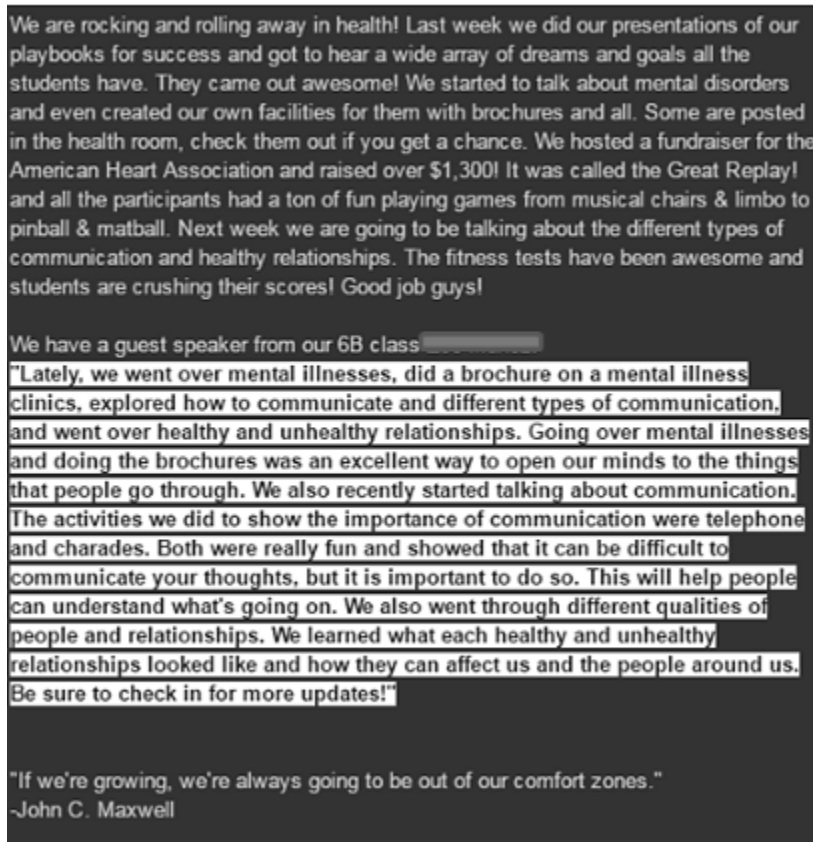 We are rocking and rolling away in health! Last week we did our presentations of our
playbooks for success and got to hear a wide array of dreams and goals all the
students have. They came out awesome! We started to talk about mental disorders
and even created our own facilities for them with brochures and all. Some are posted
in the health room, check them out if you get a chance. We hosted a fundraiser for the
American Heart Association and raised over $1,300! It was called the Great Replay!
and all the participants had a ton of fun playing games from musical chairs & limbo to
pinball & matball. Next week we are going to be talking about the different types of
communication and healthy relationships. The fitness tests have been awesome and
students are crushing their scores! Good job guys!
We have a guest speaker from our 6B class
"Lately, we went over mental illnesses, did a brochure on a mental illness
clinics, explored how to communicate and different types of communication,
and went over healthy and unhealthy relationships. Going over mental illnesses
and doing the brochures was an excellent way to open our minds to the things
that people go through. We also recently started talking about communication.
The activities we did to show the importance of communication were telephone
and charades. Both were really fun and showed that it can be difficult to
communicate your thoughts, but it is important to do so. This will help people
can understand what's going on. We also went through different qualities of
people and relationships. We learned what each healthy and unhealthy
relationships looked like and how they can affect us and the people around us.
Be sure to check in for more updates!"
"If we're growing, we're always going to be out of our comfort zones."
-John C. Maxwell